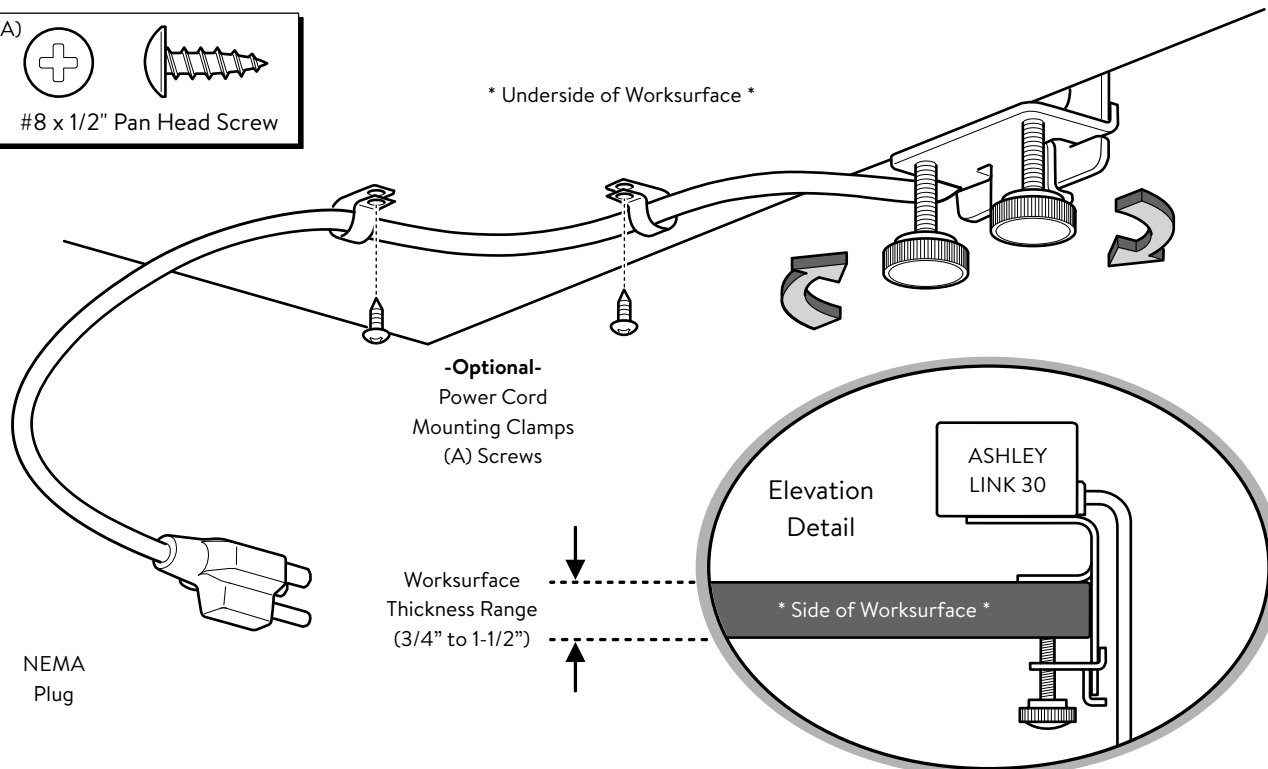 A)
#8 x 1/2" Pan Head Screw
* Underside of Worksurface *
-Optional-
Power Cord
Mounting Clamps
(A) Screws
Elevation
Detail
ASHLEY
LINK 30
Worksurface
Thickness Range
(3/4” to 1-1/2”)
* Side of Worksurface *
NEMA
Plug